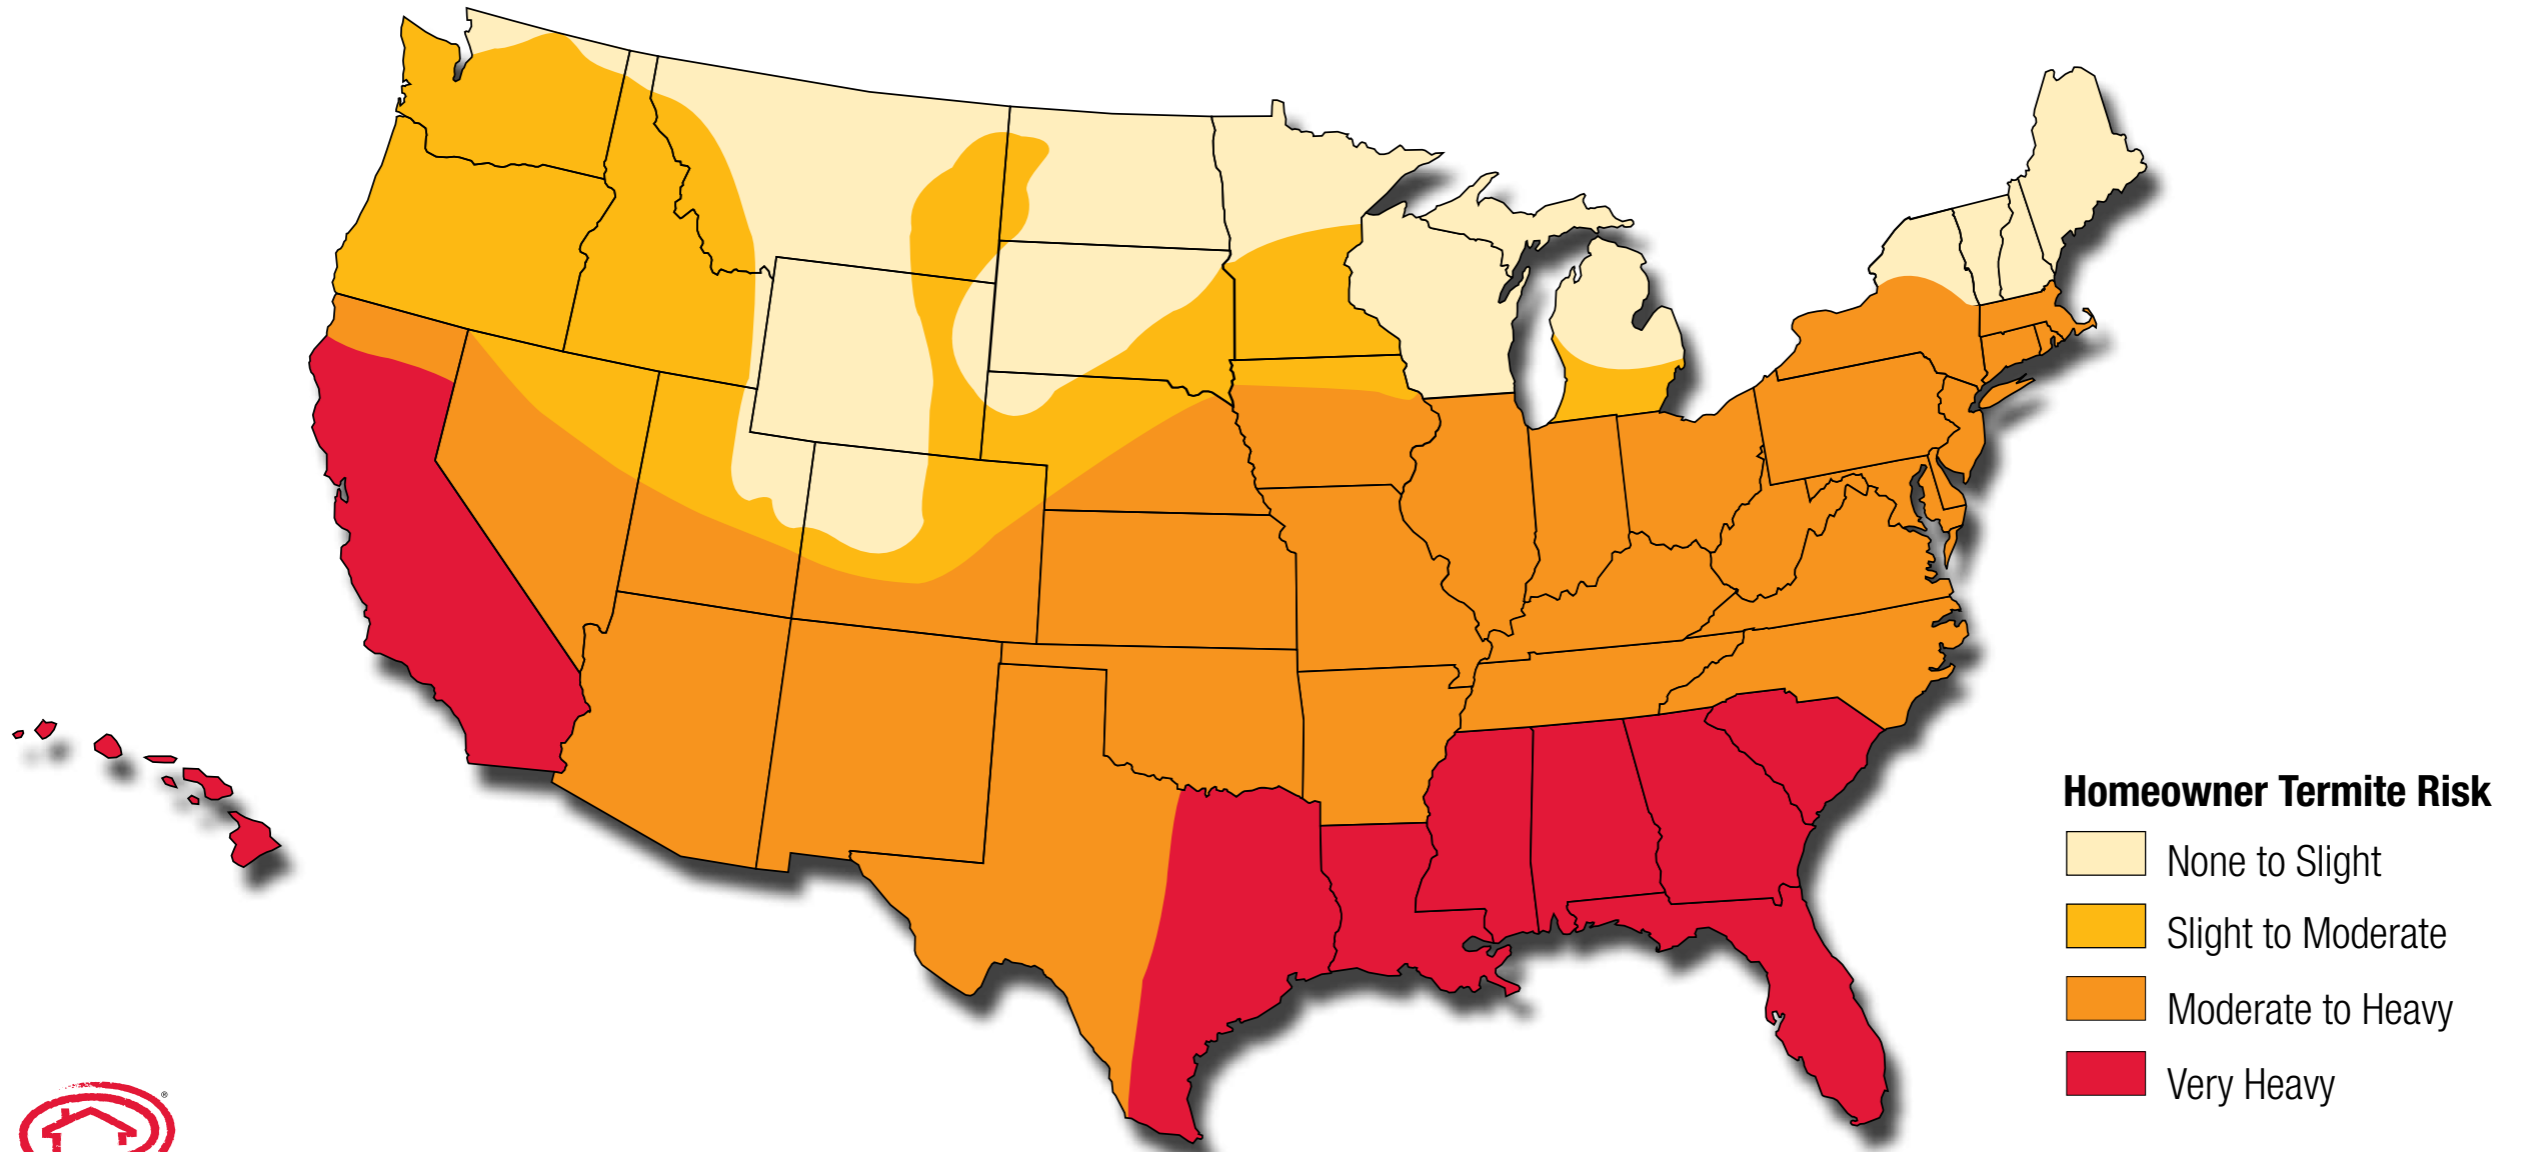 Homeowner Termite Risk
None to Slight
Slight to Moderate
Moderate to Heavy
Very Heavy
®